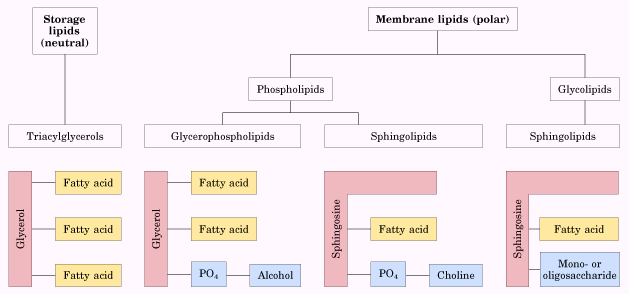 Storage
lipids
(neutral)
Membrane lipids (polar)
Phospholipids
Glycolipids
Triacylglycerols
Glycerophospholipids
Sphingolipids
Sphingolipids
Glycerol
Fatty acid
Fatty acid
Fatty acid
Glycerol
Fatty acid
Fatty acid
PO₄
Alcohol
Sphingosine
Fatty acid
PO₄
Choline
Sphingosine
Fatty acid
Mono- or
oligosaccharide